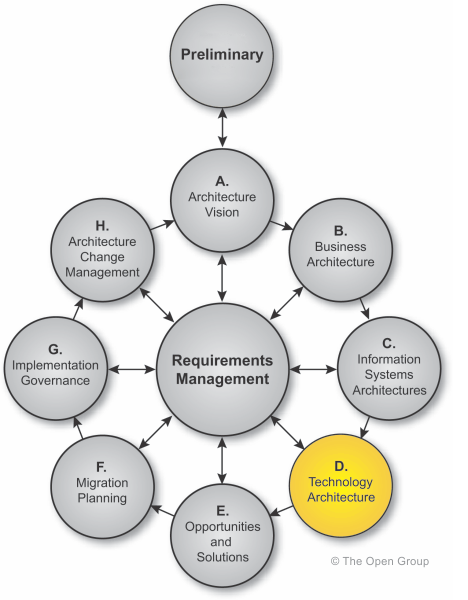 Preliminary
A.
Architecture
Vision
B.
Business
Architecture
C.
Information
Systems
Architectures
D.
Technology
Architecture
E.
Opportunities
and
Solutions
F.
Migration
Planning
G.
Implementation
Governance
H.
Architecture
Change
Management
Requirements
Management
© The Open Group